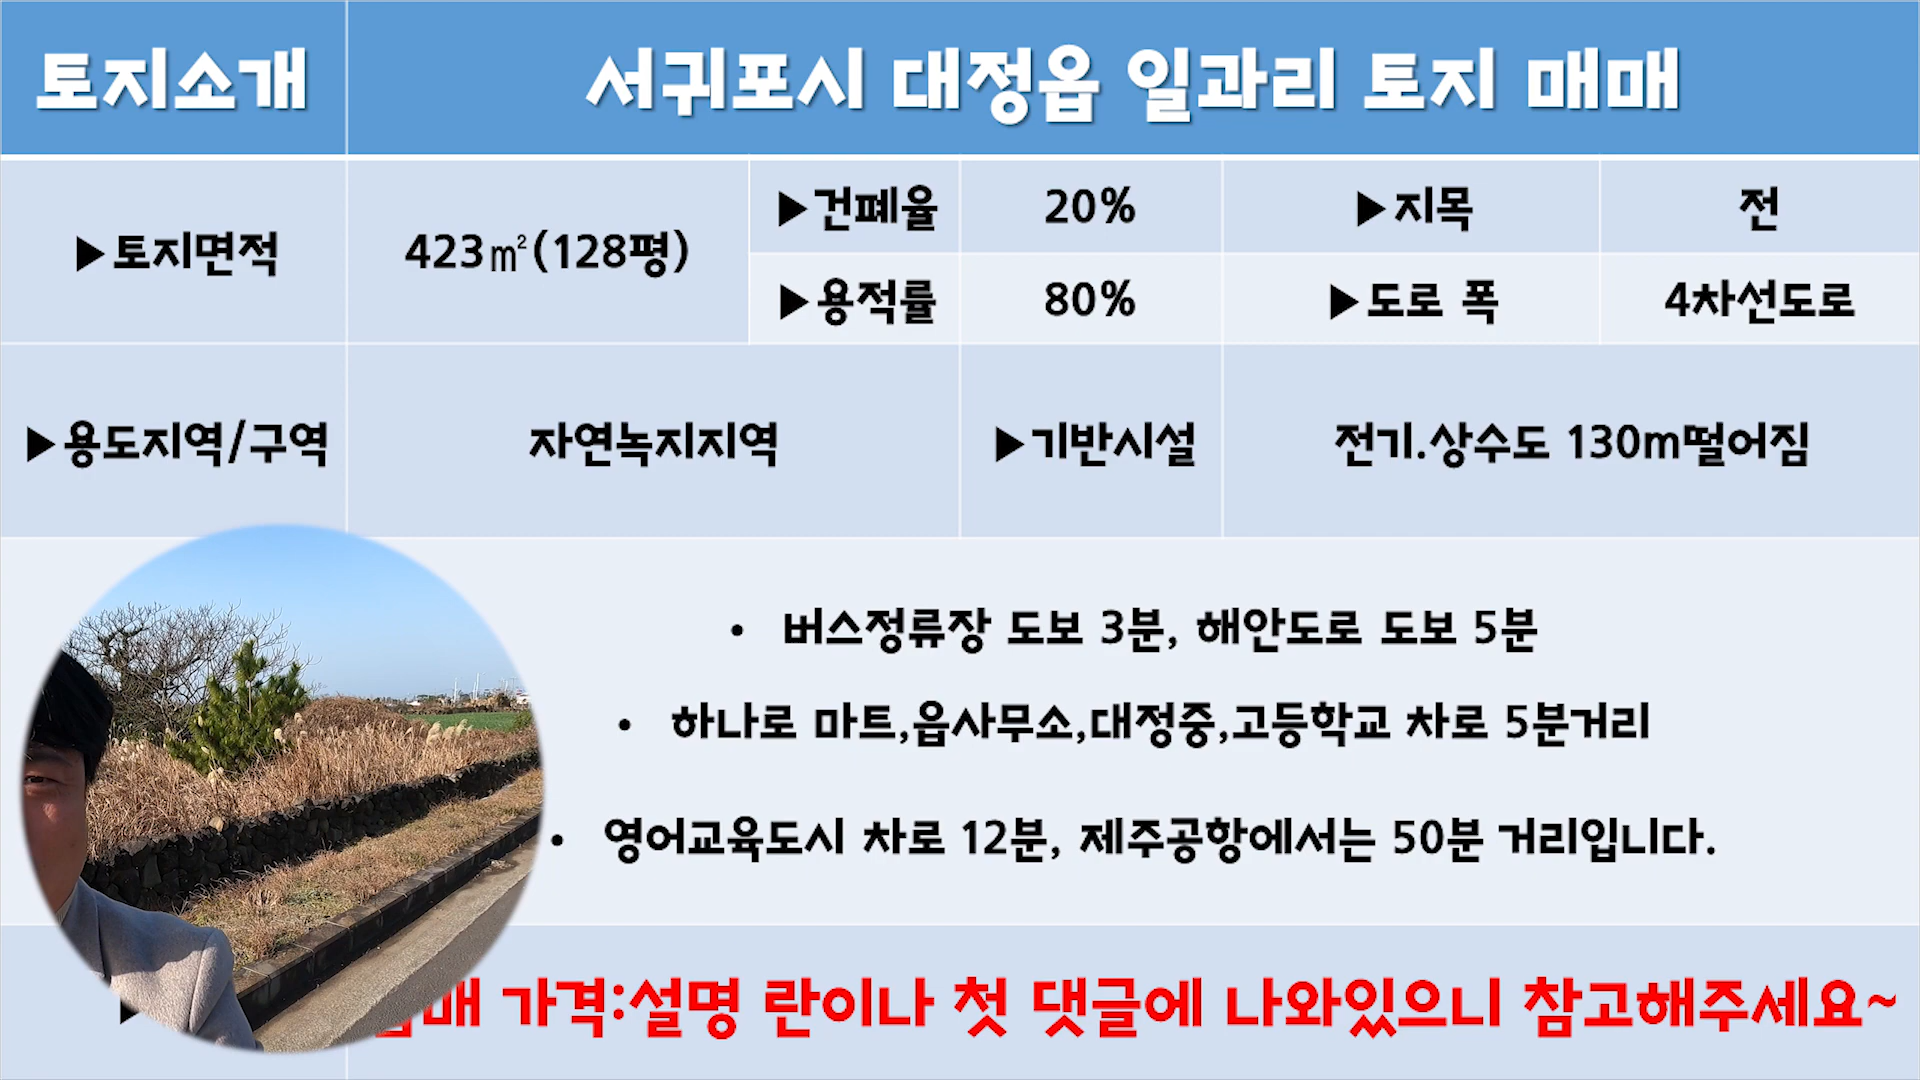 토지소개
서귀포시 대정읍 일과리 토지 매매
▶토지면적
423㎡(128평)
▶건폐율
20%
▶지목
전
▶용적률
80%
▶도로 폭
4차선도로
▶용도지역/구역
자연녹지지역
▶기반시설
전기.상수도 130m떨어짐
• 버스정류장 도보 3분, 해안도로 도보 5분
• 하나로 마트,읍사무소,대정중,고등학교 차로 5분거리
• 영어교육도시 차로 12분, 제주공항에서는 50분 거리입니다.
가격:설명 란이나 첫 댓글에 나와있으니 참고해주세요~